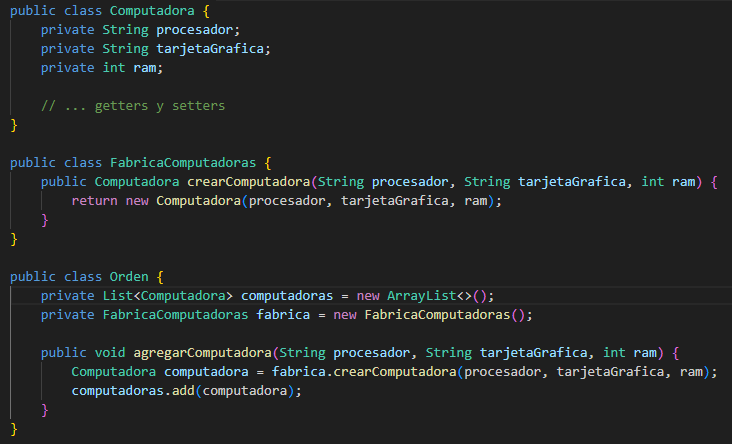 public class Computadora {
    private String procesador;
    private String tarjetaGrafica;
    private int ram;

    // ... getters y setters
}

public class FabricaComputadoras {
    public Computadora crearComputadora(String procesador, String tarjetaGrafica, int ram) {
        return new Computadora(procesador, tarjetaGrafica, ram);
    }
}

public class Orden {
    private List<Computadora> computadoras = new ArrayList<>();
    private FabricaComputadoras fabrica = new FabricaComputadoras();

    public void agregarComputadora(String procesador, String tarjetaGrafica, int ram) {
        Computadora computadora = fabrica.crearComputadora(procesador, tarjetaGrafica, ram);
        computadoras.add(computadora);
    }
}